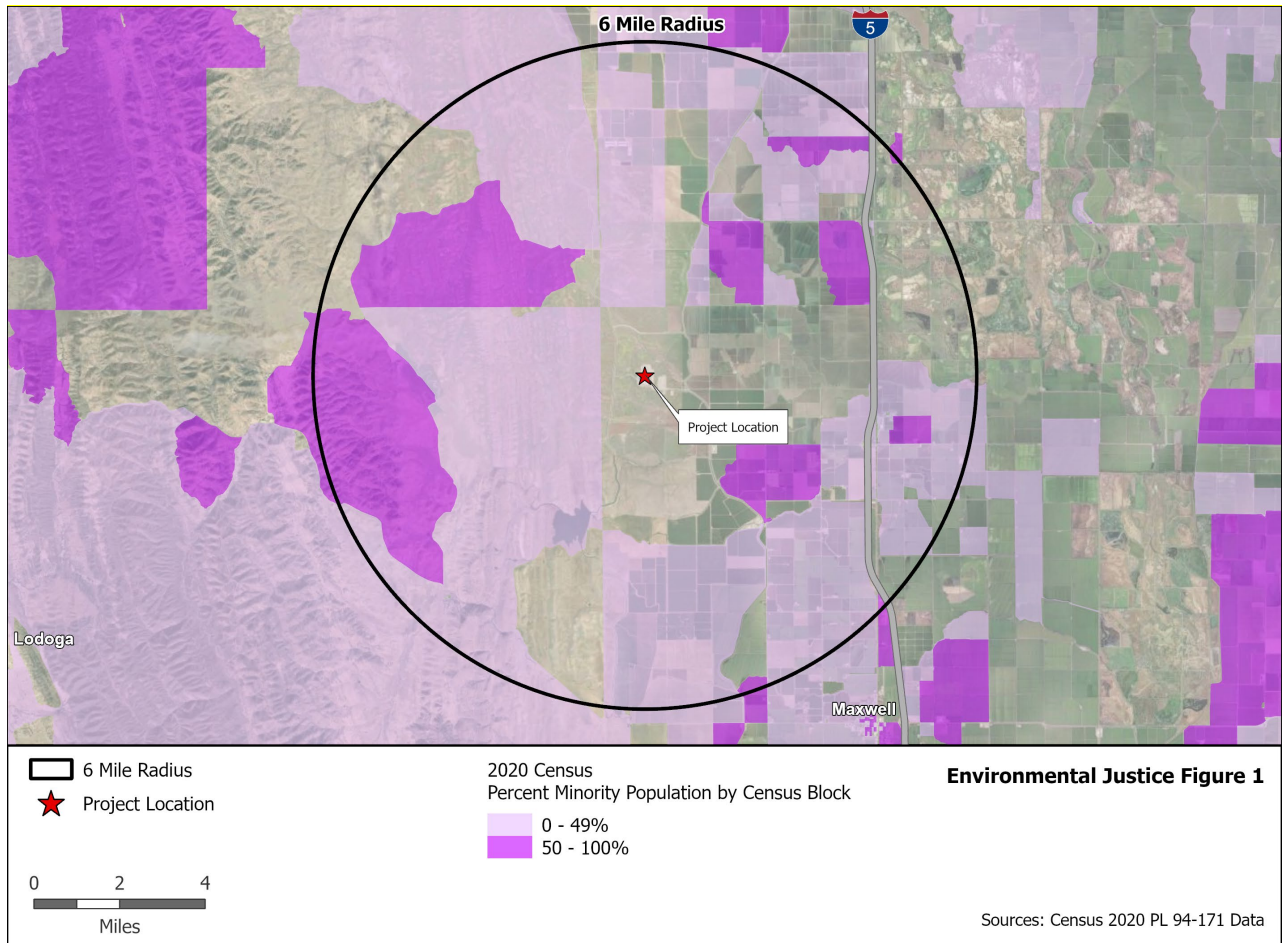 6 Mile Radius
5
Project Location
Lodoga
Maxwell
6 Mile Radius
Project Location
0 2 4
Miles
2020 Census
Percent Minority Population by Census Block
0 - 49%
50 - 100%
Environmental Justice Figure 1
Sources: Census 2020 PL 94-171 Data